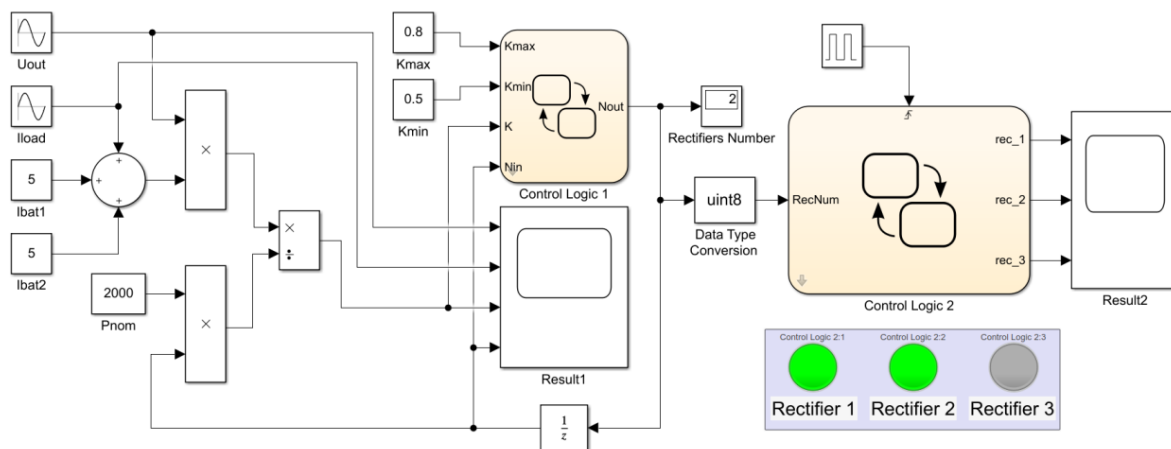 Uout
Iload
5
Ibat1
5
Ibat2
2000
Pnom
+
+
+
×
×
×
÷
0.8
Kmax
0.5
Kmin
Kmax
Kmin
K
Nin
Nout
Control Logic 1
Result1
1
z
2
Rectifiers Number
uint8
Data Type
Conversion
RecNum
rec_1
rec_2
rec_3
Control Logic 2
Result2
Control Logic 2:1
Control Logic 2:2
Control Logic 2:3
Rectifier 1
Rectifier 2
Rectifier 3